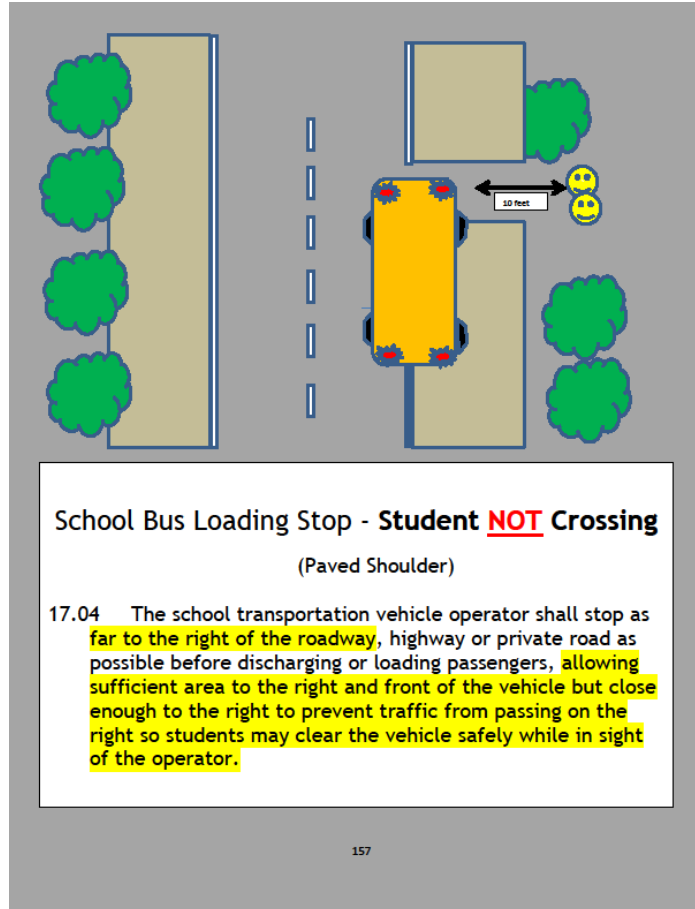 10 feet
School Bus Loading Stop - Student NOT Crossing
(Paved Shoulder)
17.04 The school transportation vehicle operator shall stop as
far to the right of the roadway, highway or private road as
possible before discharging or loading passengers, allowing
sufficient area to the right and front of the vehicle but close
enough to the right to prevent traffic from passing on the
right so students may clear the vehicle safely while in sight
of the operator.
157